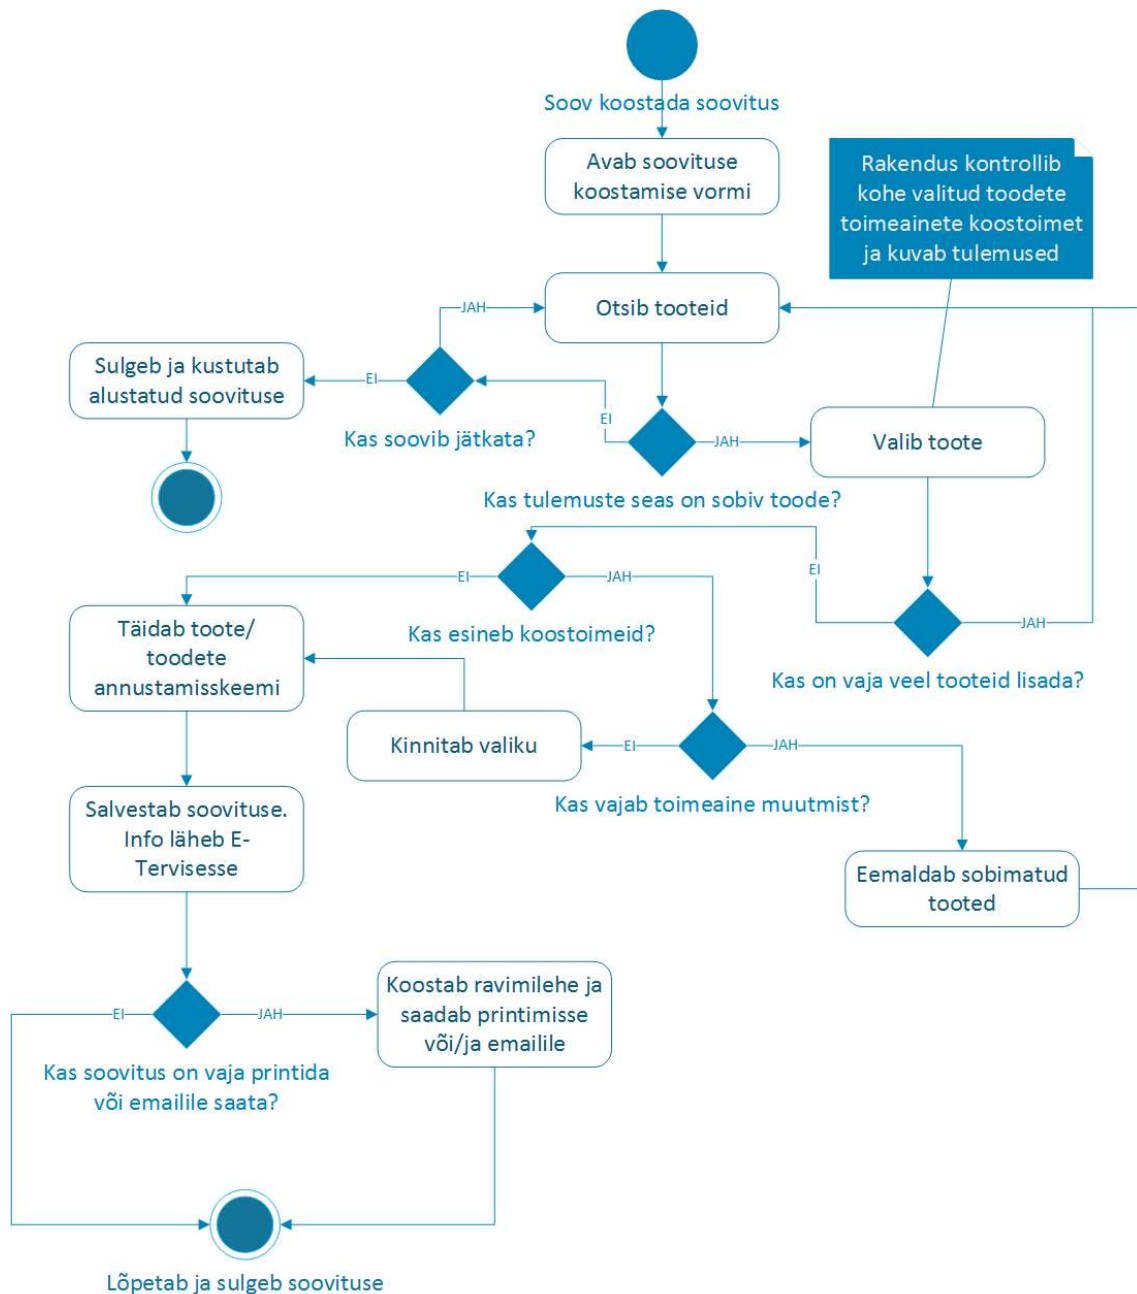 Soov koostada soovitus
Avab soovituse
koostamise vormi
Rakendus kontrollib
kohe valitud toodete
toimeainete koostoimet
ja kuvab tulemused
Otsib tooteid
JAH
Sulgeb ja kustutab
alustatud soovituse
EI
Kas soovib jätkata?
EI
JAH
Valib toote
Kas tulemuste seas on sobiv toode?
EI
JAH
EI
JAH
Kas esineb koostoimeid?
Täidab toote/
toodete
annustamisskeemi
Kas on vaja veel tooteid lisada?
Kinnitab valiku
EI
JAH
Kas vajab toimeaine muutmist?
Salvestab soovituse.
Info läheb E-
Tervisesse
Eemaldab sobimatud
tooted
EI
JAH
Koostab ravimilehe ja
saadab printimisse
või/ja emailile
Kas soovitus on vaja printida
või emailile saata?
Lõpetab ja sulgeb soovituse